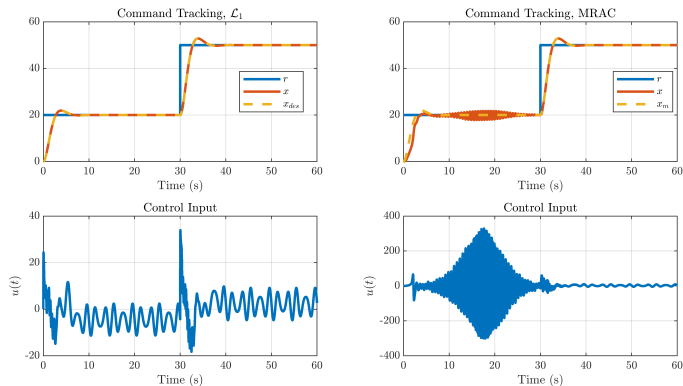 Command Tracking, ℒ₁
60
40
20
0
0 10 20 30 40 50 60
Time (s)
r
x
x_des
Command Tracking, MRAC
60
40
20
0
0 10 20 30 40 50 60
Time (s)
r
x
x_m
Control Input
40
20
0
-20
u(t)
0 10 20 30 40 50 60
Time (s)
Control Input
400
200
0
-200
-400
u(t)
0 10 20 30 40 50 60
Time (s)